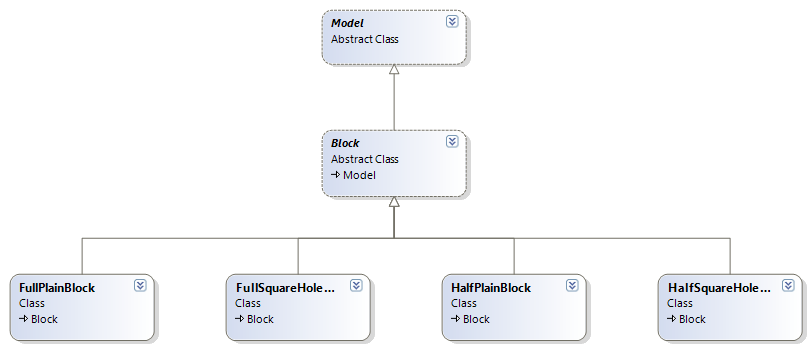 Model
Abstract Class
Block
Abstract Class
Model
FullPlainBlock
Class
Block
FullSquareHole...
Class
Block
HalfPlainBlock
Class
Block
HalfSquareHole...
Class
Block